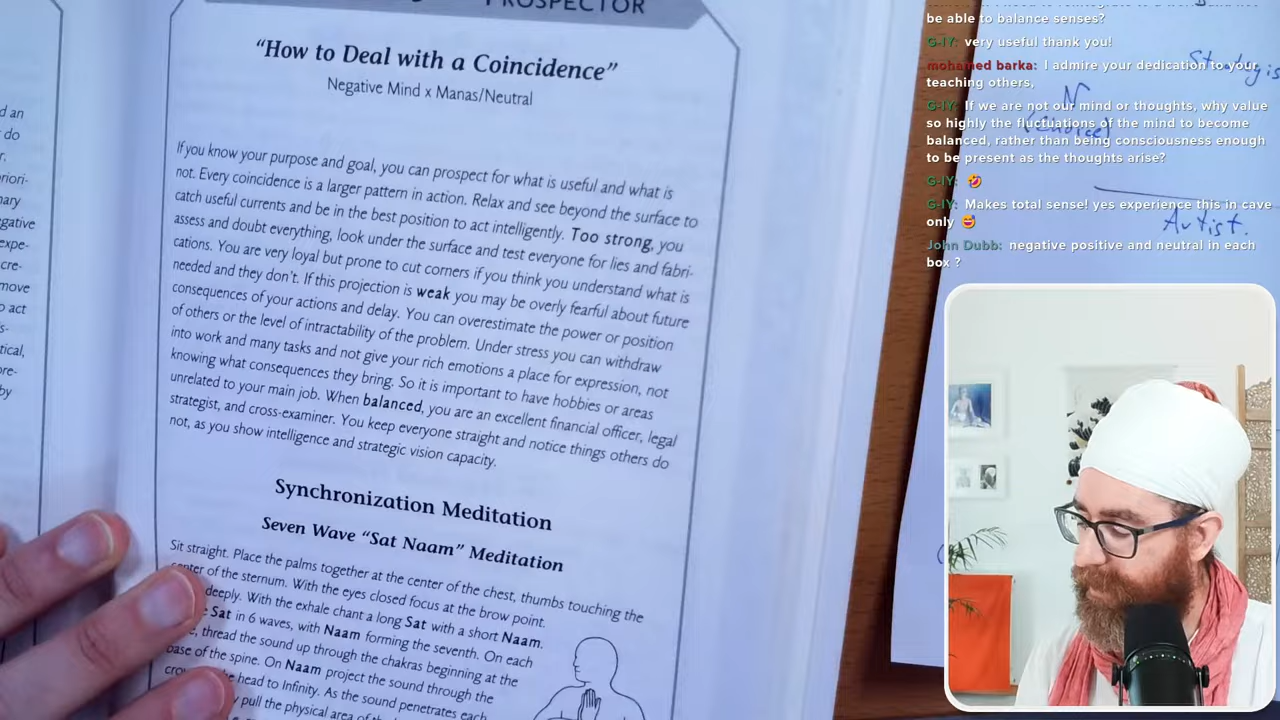 PROSPECTOR
"How to Deal with a Coincidence"
Negative Mind x Manas/Neutral
If you know your purpose and goal, you can prospect for what is useful and what is
not. Every coincidence is a larger pattern in action. Relax and see beyond the surface to
catch useful currents and be in the best position to act intelligently. Too strong, you
assess and doubt everything, look under the surface and test everyone for lies and fabri-
cations. You are very loyal but prone to cut corners if you think you understand what is
needed and they don't. If this projection is weak you may be overly fearful about future
consequences of your actions and delay. You can overestimate the power or position
of others or the level of intractability of the problem. Under stress you can withdraw
into work and many tasks and not give your rich emotions a place for expression, not
knowing what consequences they bring. So it is important to have hobbies or areas
unrelated to your main job. When balanced, you are an excellent financial officer, legal
strategist, and cross-examiner. You keep everyone straight and notice things others do
not, as you show intelligence and strategic vision capacity.
Synchronization Meditation
Seven Wave "Sat Naam" Meditation
Sit straight. Place the palms together at the center of the chest, thumbs touching the
center of the sternum. With the eyes closed focus at the brow point.
deeply. With the exhale chant a long Sat with a short Naam.
Sat in 6 waves, with Naam forming the seventh. On each
thread the sound up through the chakras beginning at the
base of the spine. On Naam project the sound through the
head to Infinity. As the sound penetrates each
pull the physical area of
d an
do
r.
riori-
nary
gative
expe-
cre-
move
o act
s-
tical,
ore-
by
be able to balance senses?
G-IY: very useful thank you!
mohamed barka: I admire your dedication to your
teaching others,
G-IY: If we are not our mind or thoughts, why value
so highly the fluctuations of the mind to become
balanced, rather than being consciousness enough
to be present as the thoughts arise?
G-IY: 🤣
G-IY: Makes total sense! yes experience this in cave
only 😅
John Dubb: negative positive and neutral in each
box ?
N
Artist.